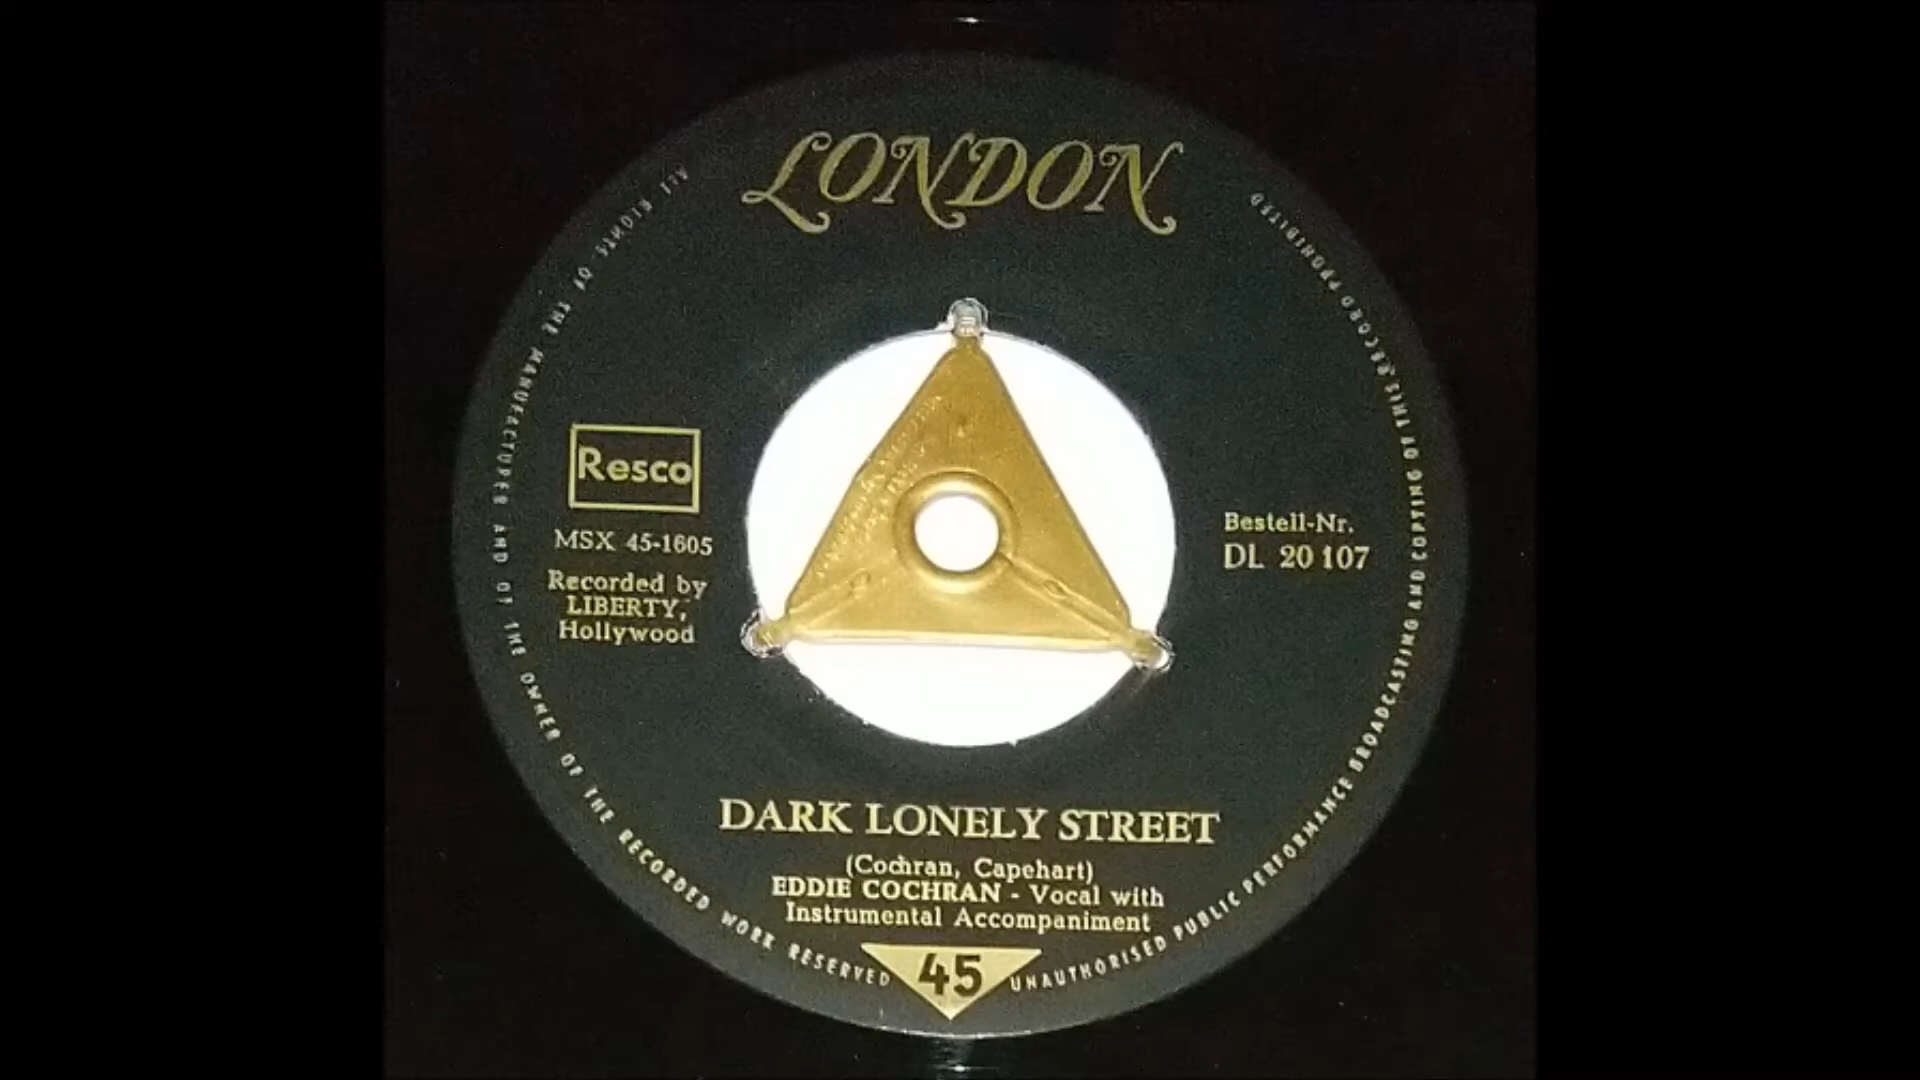 LONDON
Resco
MSX 45-1605
Recorded by
LIBERTY,
Hollywood
Bestell-Nr.
DL 20 107
DARK LONELY STREET
(Cochran, Capehart)
EDDIE COCHRAN - Vocal with
Instrumental Accompaniment
45
ALL RIGHTS OF THE MANUFACTURER AND OF THE OWNER OF THE RECORDED WORK RESERVED
UNAUTHORISED PUBLIC PERFORMANCE BROADCASTING AND COPYING OF THIS RECORD PROHIBITED